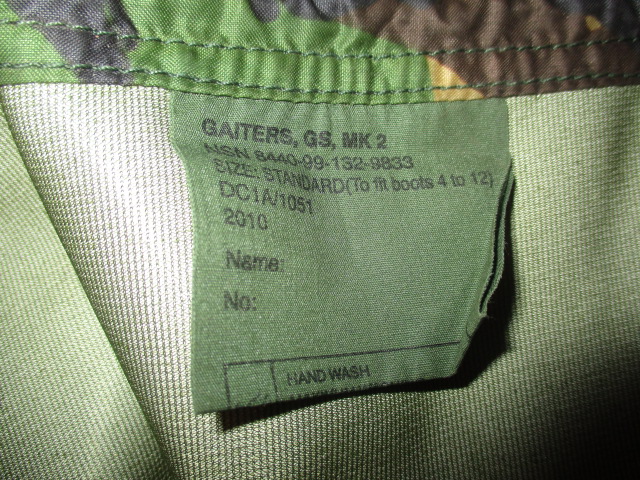 GAITERS, GS, MK 2
NSN 8440-99-132-9833
SIZE: STANDARD(To fit boots 4 to 12)
DC1A/1051
2010
Name:
No:
HAND WASH